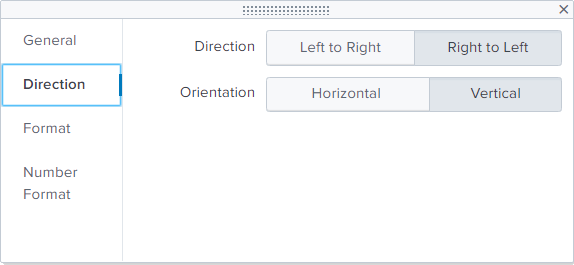 General
Direction
Format
Number
Format
Direction Left to Right Right to Left
Orientation Horizontal Vertical